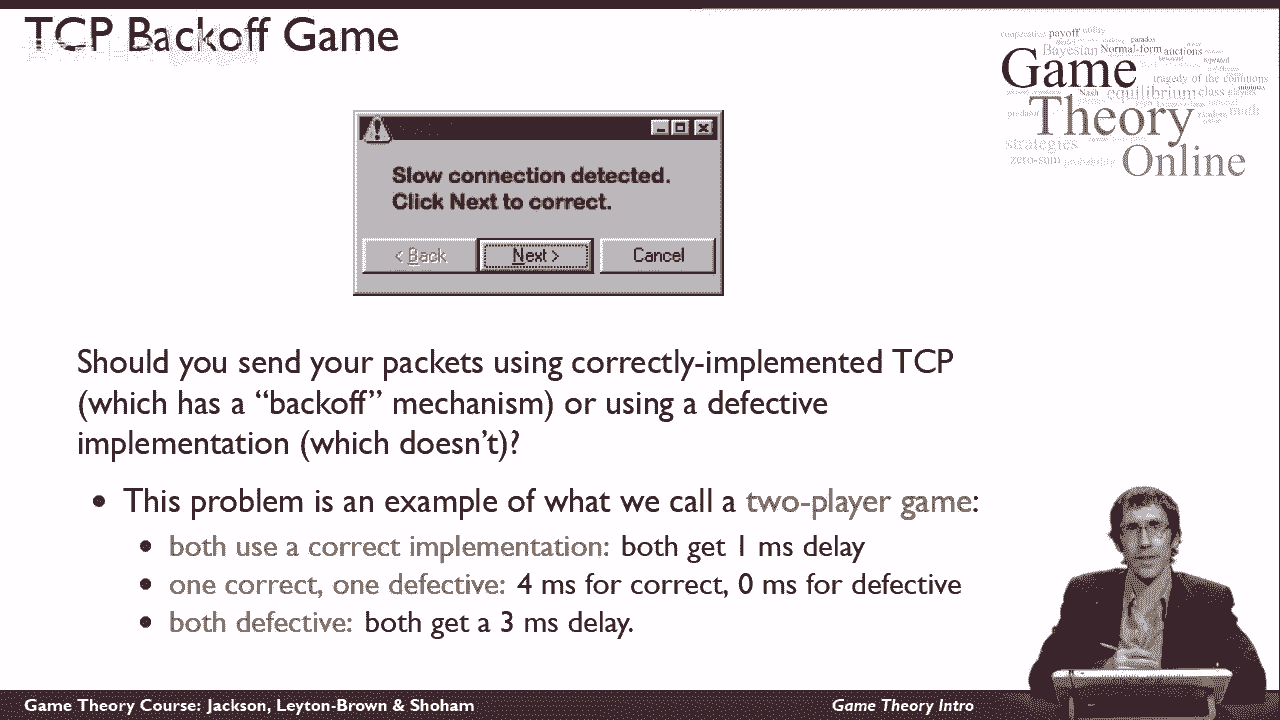 TCP Backoff Game
payoff
Bayesian Normal-form auctions
Game
tragedy of the commons
Nash equilibrium class
Theory
strategies
zero-sum
Online
Slow connection detected.
Click Next to correct.
< Back Next > Cancel
Should you send your packets using correctly-implemented TCP
(which has a “backoff” mechanism) or using a defective
implementation (which doesn’t)?
• This problem is an example of what we call a two-player game:
• both use a correct implementation: both get 1 ms delay
• one correct, one defective: 4 ms for correct, 0 ms for defective
• both defective: both get a 3 ms delay.
Game Theory Course: Jackson, Leyton-Brown & Shoham
Game Theory Intro